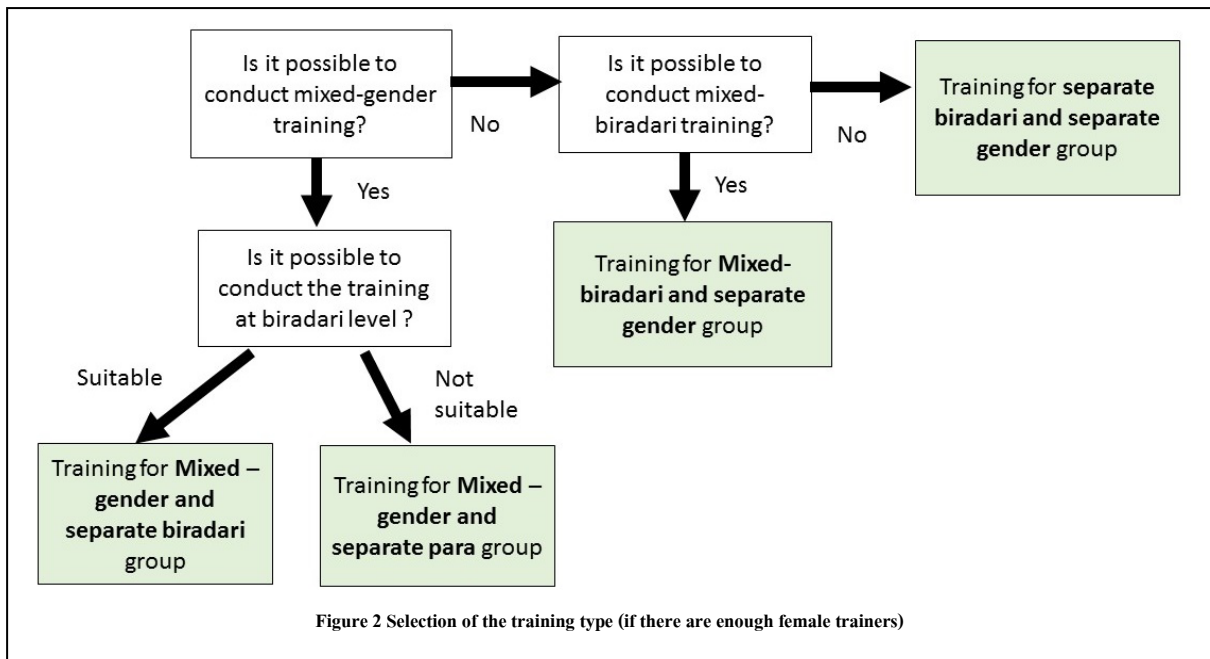 Is it possible to
conduct mixed-gender
training?
No
Is it possible to
conduct mixed-
biradari training?
No
Training for separate
biradari and separate
gender group
Yes
Yes
Is it possible to
conduct the training
at biradari level ?
Training for Mixed-
biradari and separate
gender group
Suitable
Not
suitable
Training for Mixed –
gender and
separate biradari
group
Training for Mixed –
gender and
separate para group
Figure 2 Selection of the training type (if there are enough female trainers)